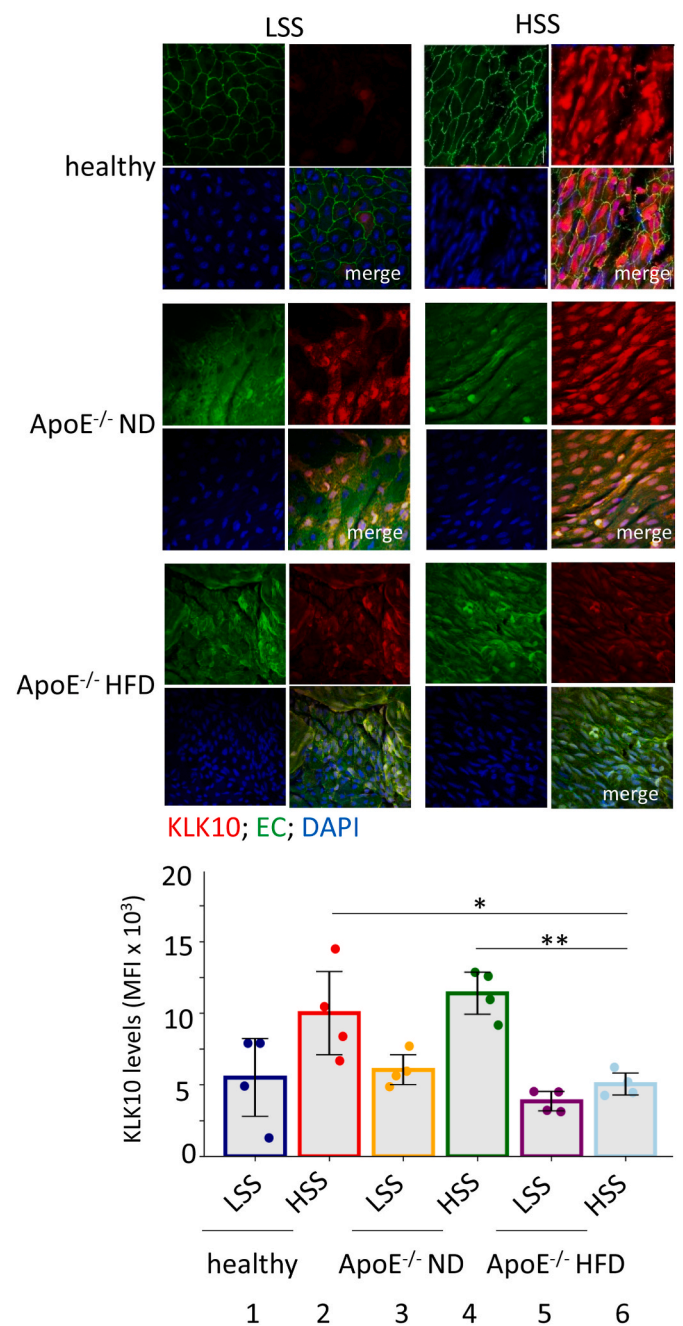 LSS HSS
healthy
merge merge
ApoE-/- ND
merge merge
ApoE-/- HFD
merge
KLK10; EC; DAPI
20
15
10
5
0
KLK10 levels (MFI x 10³)
*
**
LSS HSS LSS HSS LSS HSS
healthy ApoE-/- ND ApoE-/- HFD
1 2 3 4 5 6